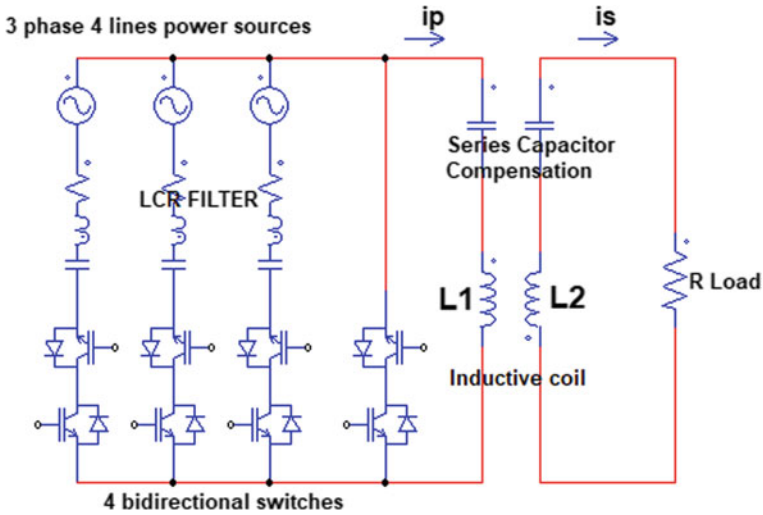 3 phase 4 lines power sources
ip
is
LCR FILTER
Series Capacitor
Compensation
L1
L2
R Load
Inductive coil
4 bidirectional switches